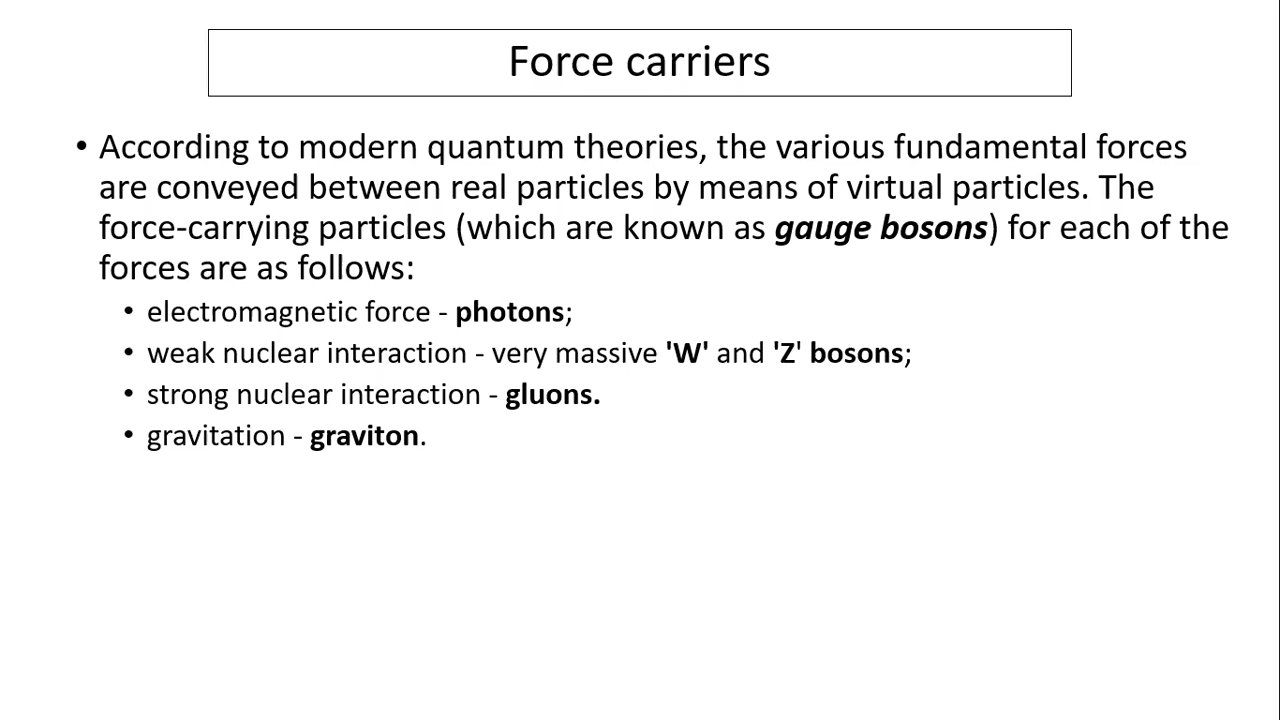 Force carriers
• According to modern quantum theories, the various fundamental forces
are conveyed between real particles by means of virtual particles. The
force-carrying particles (which are known as gauge bosons) for each of the
forces are as follows:
• electromagnetic force - photons;
• weak nuclear interaction - very massive 'W' and 'Z' bosons;
• strong nuclear interaction - gluons.
• gravitation - graviton.